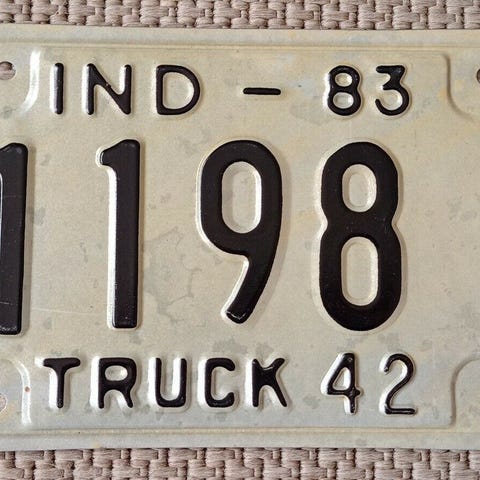 IND - 83
1198
TRUCK 42